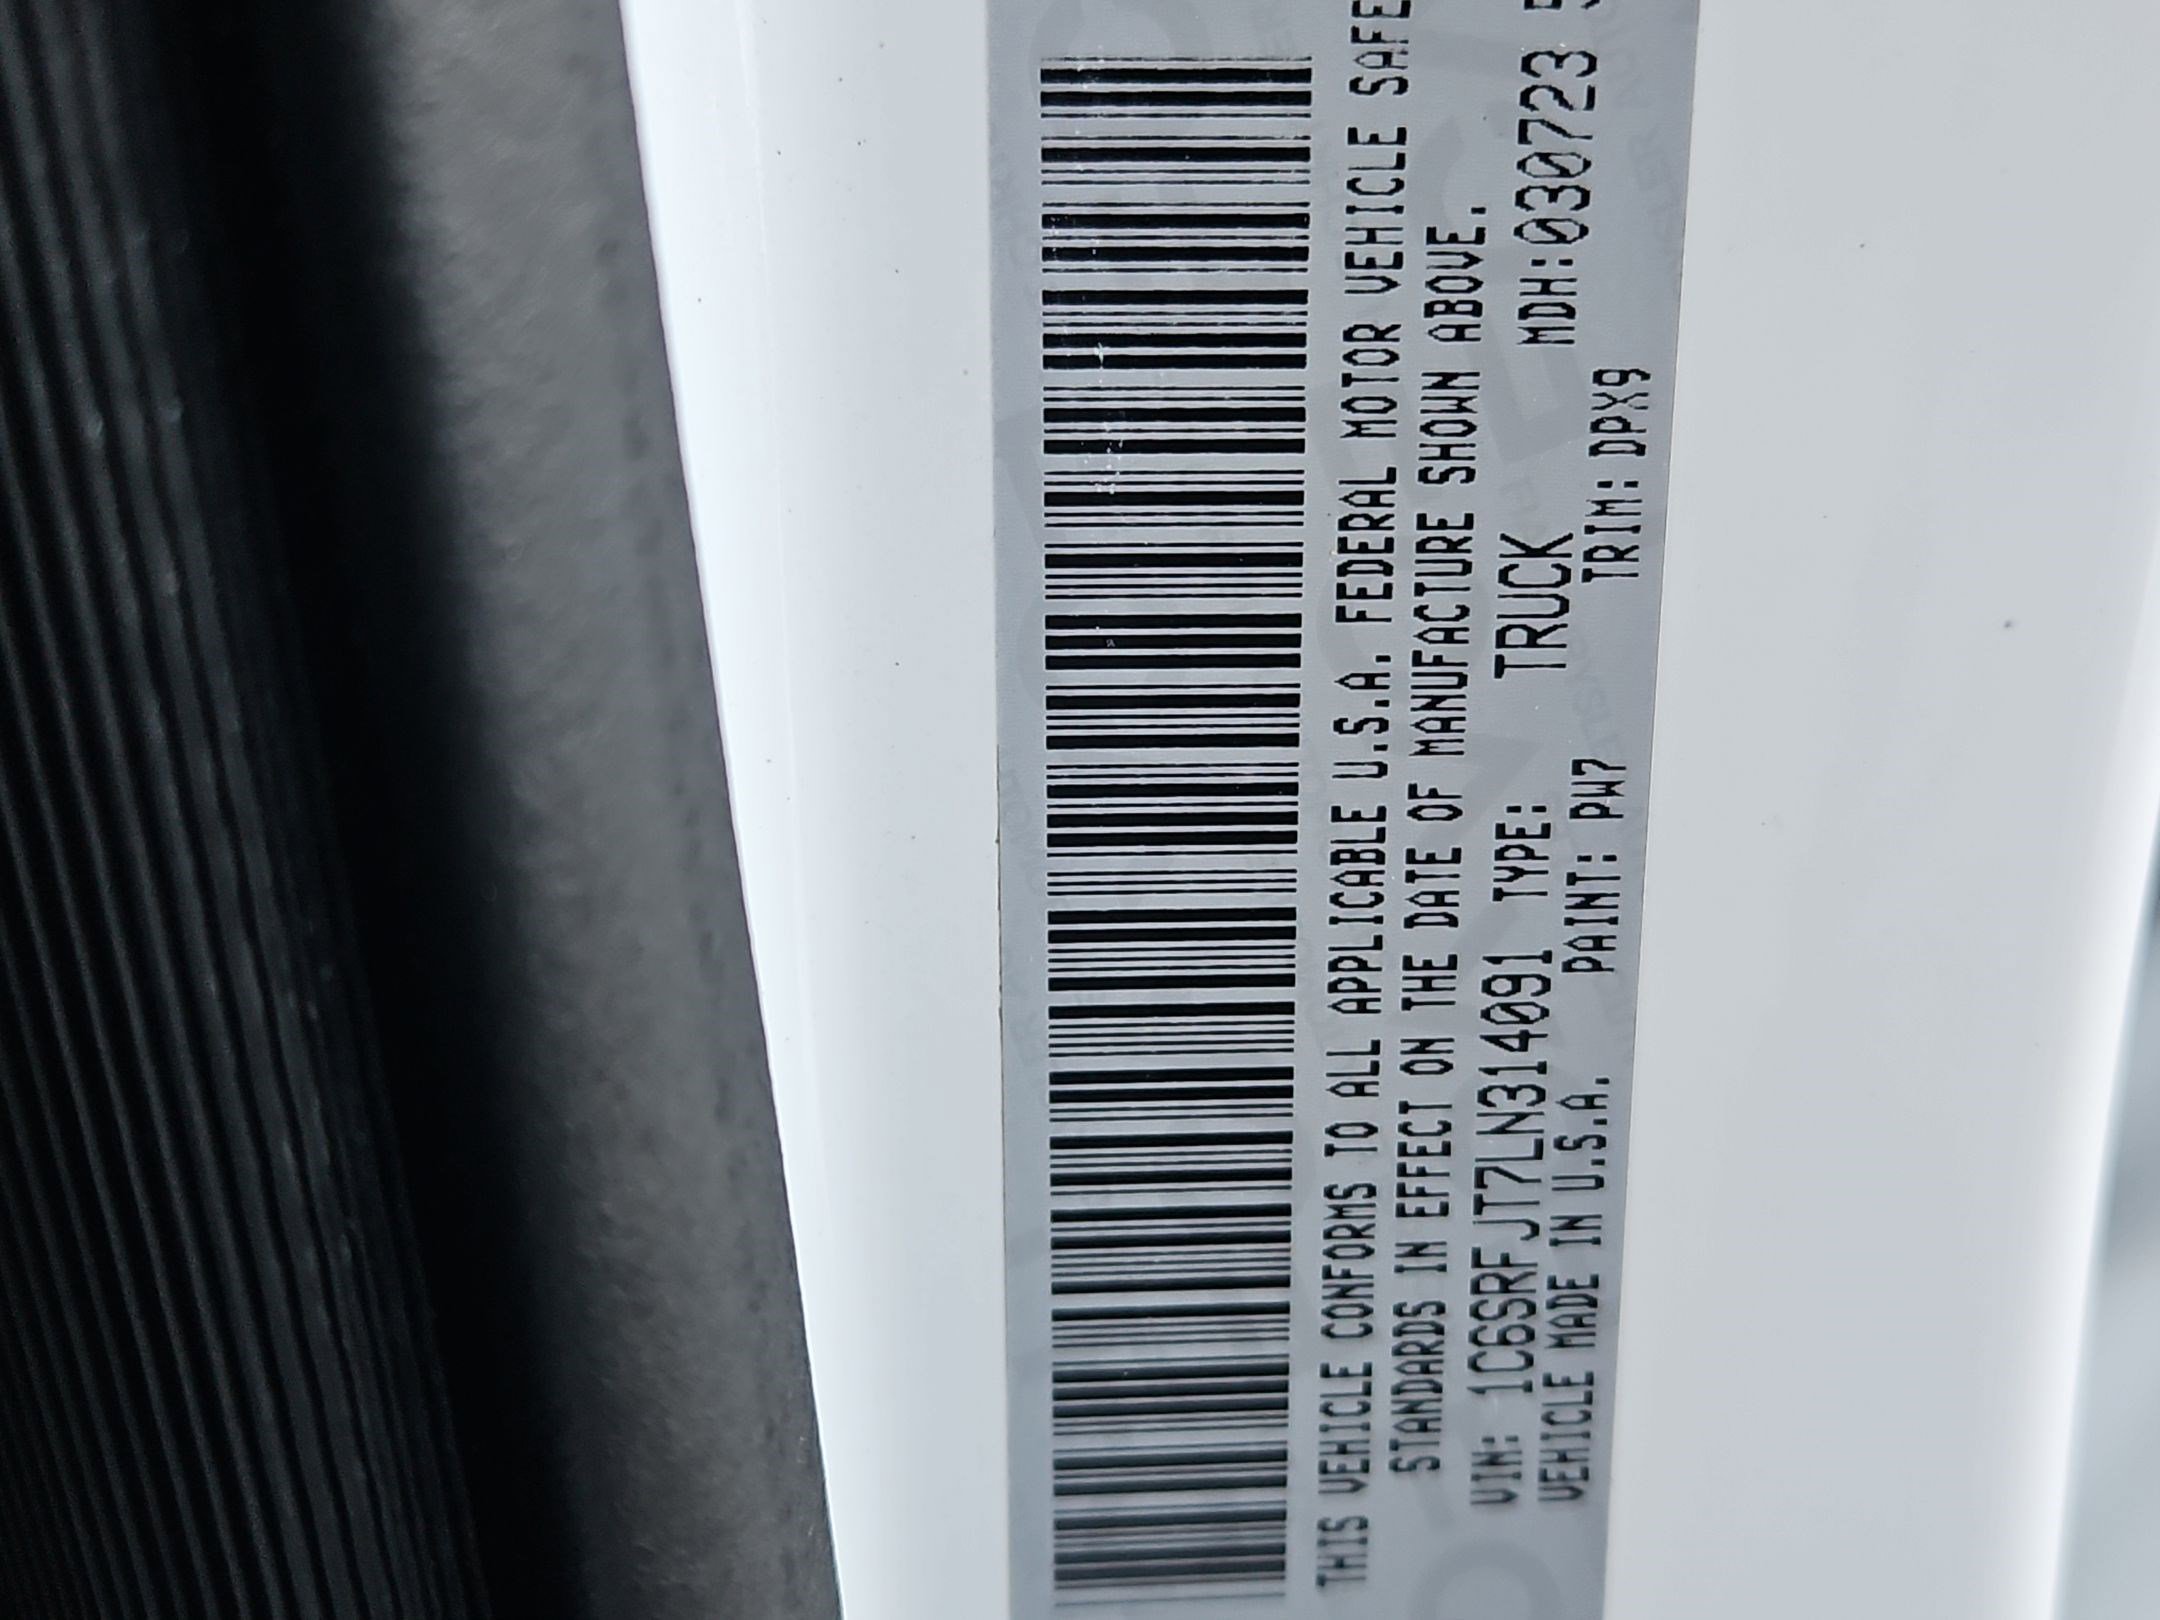 THIS VEHICLE CONFORMS TO ALL APPLICABLE U.S.A. FEDERAL MOTOR VEHICLE SAFE
STANDARDS IN EFFECT ON THE DATE OF MANUFACTURE SHOWN ABOVE.
VIN: 1C6SRFJT7LN314091 TYPE: TRUCK MDH:030723
VEHICLE MADE IN U.S.A. PAINT: PW7 TRIM: DPX9